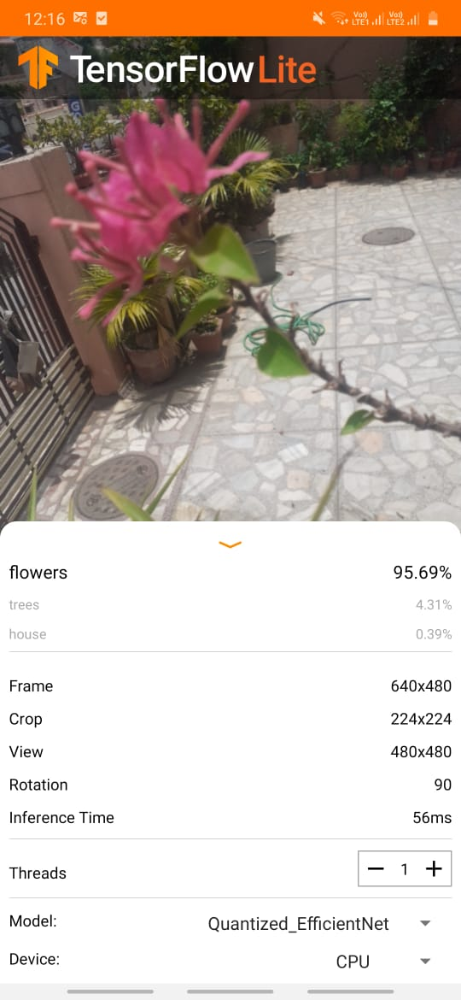 12:16 Vo) LTE1 Vo) LTE2
TensorFlow Lite
flowers 95.69%
trees 4.31%
house 0.39%
Frame 640x480
Crop 224x224
View 480x480
Rotation 90
Inference Time 56ms
Threads 1
Model: Quantized_EfficientNet
Device: CPU